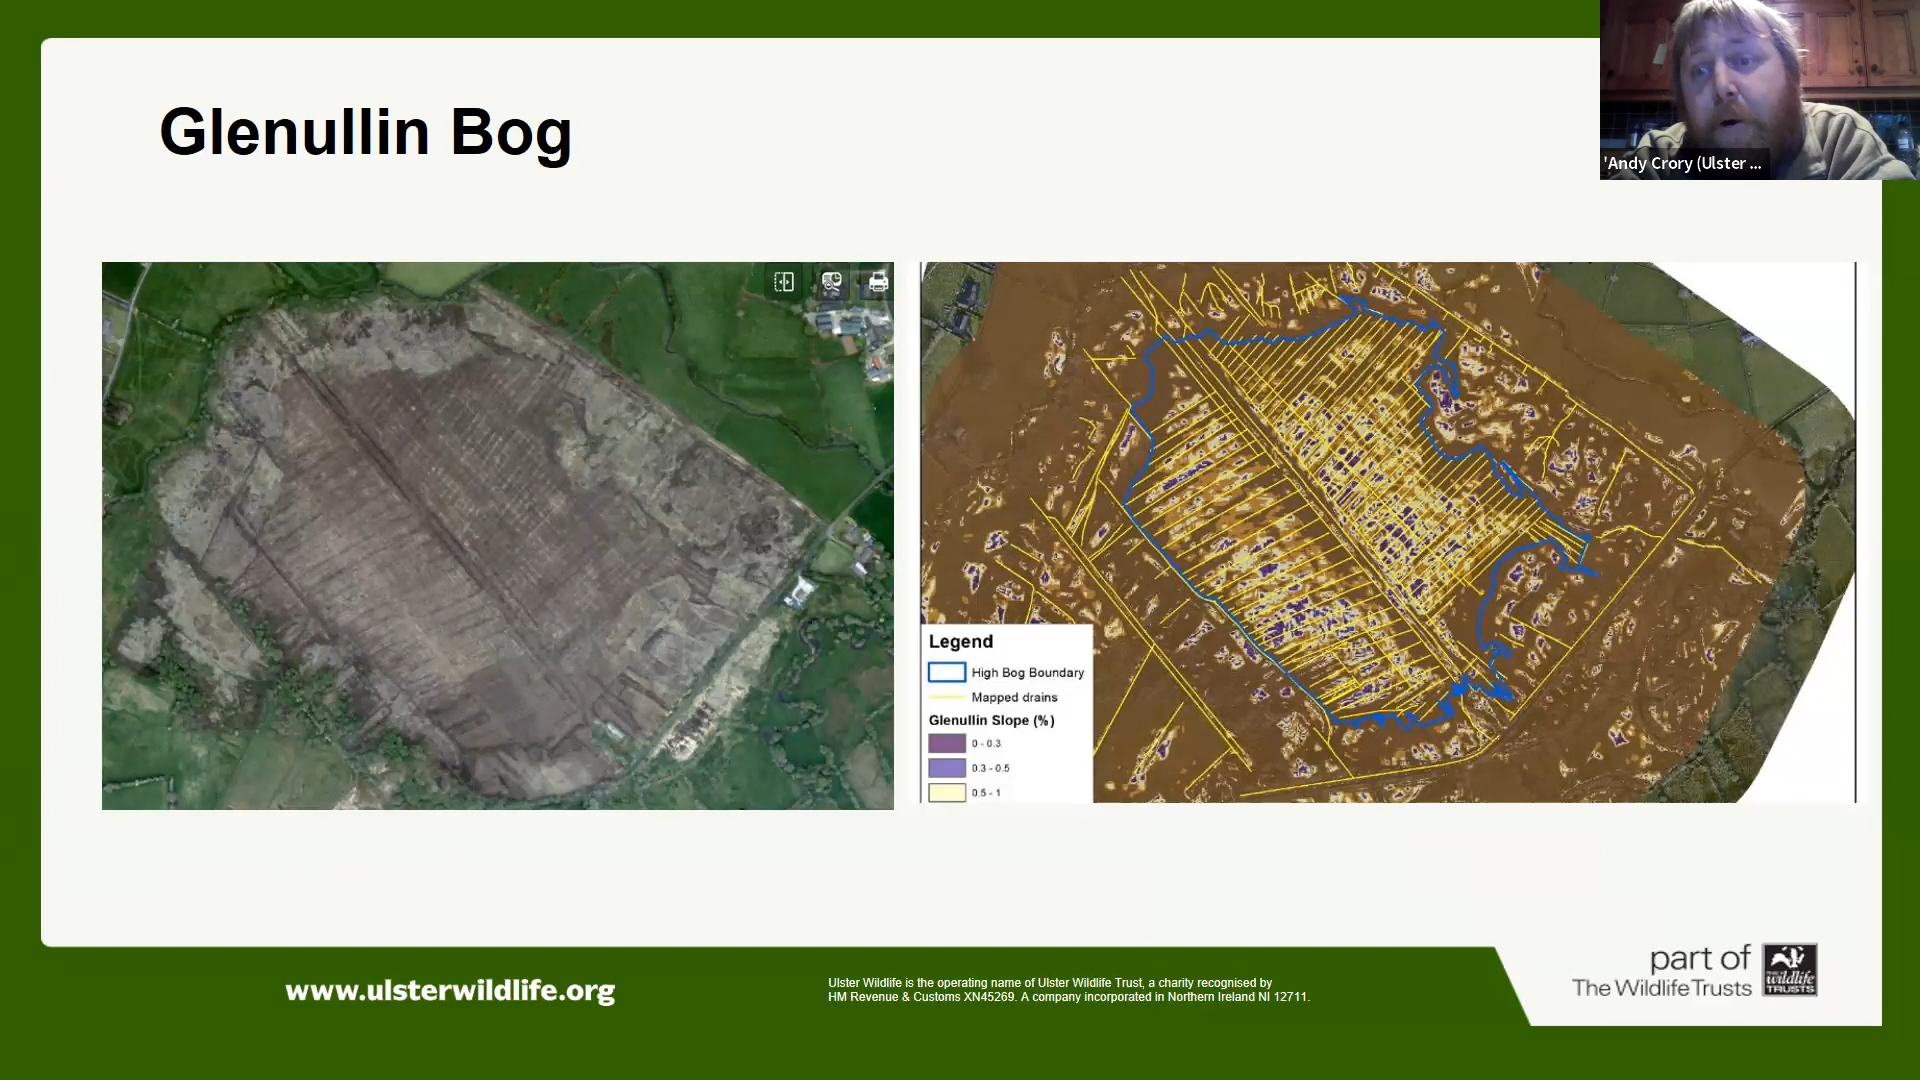 Glenullin Bog
'Andy Crory (Ulster ...
Legend
High Bog Boundary
Mapped drains
Glenullin Slope (%)
0 - 0.3
0.3 - 0.5
0.5 - 1
www.ulsterwildlife.org
Ulster Wildlife is the operating name of Ulster Wildlife Trust, a charity recognised by
HM Revenue & Customs XN45269. A company incorporated in Northern Ireland NI 12711.
part of
The Wildlife Trusts
wildlife
TRUSTS